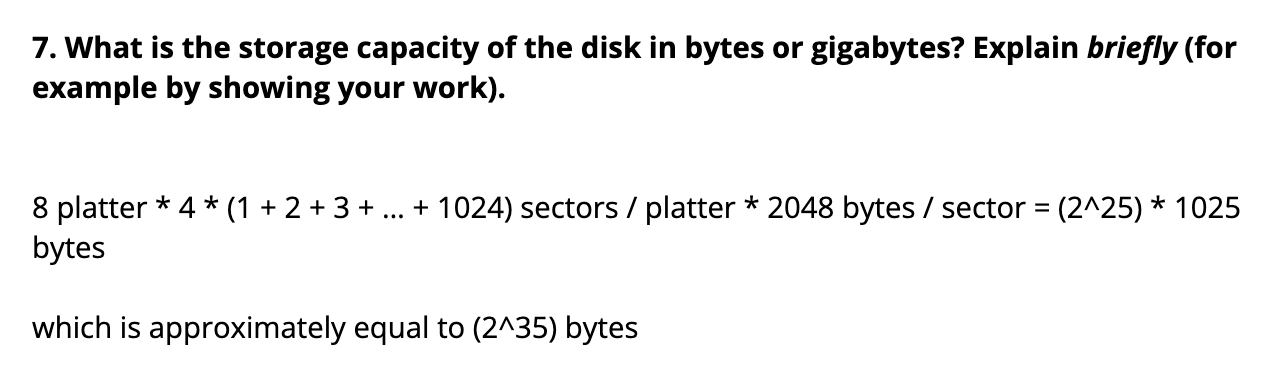 7. What is the storage capacity of the disk in bytes or gigabytes? Explain briefly (for
example by showing your work).
8 platter * 4 * (1 + 2 + 3 + ... + 1024) sectors / platter * 2048 bytes / sector = (2^25) * 1025
bytes
which is approximately equal to (2^35) bytes